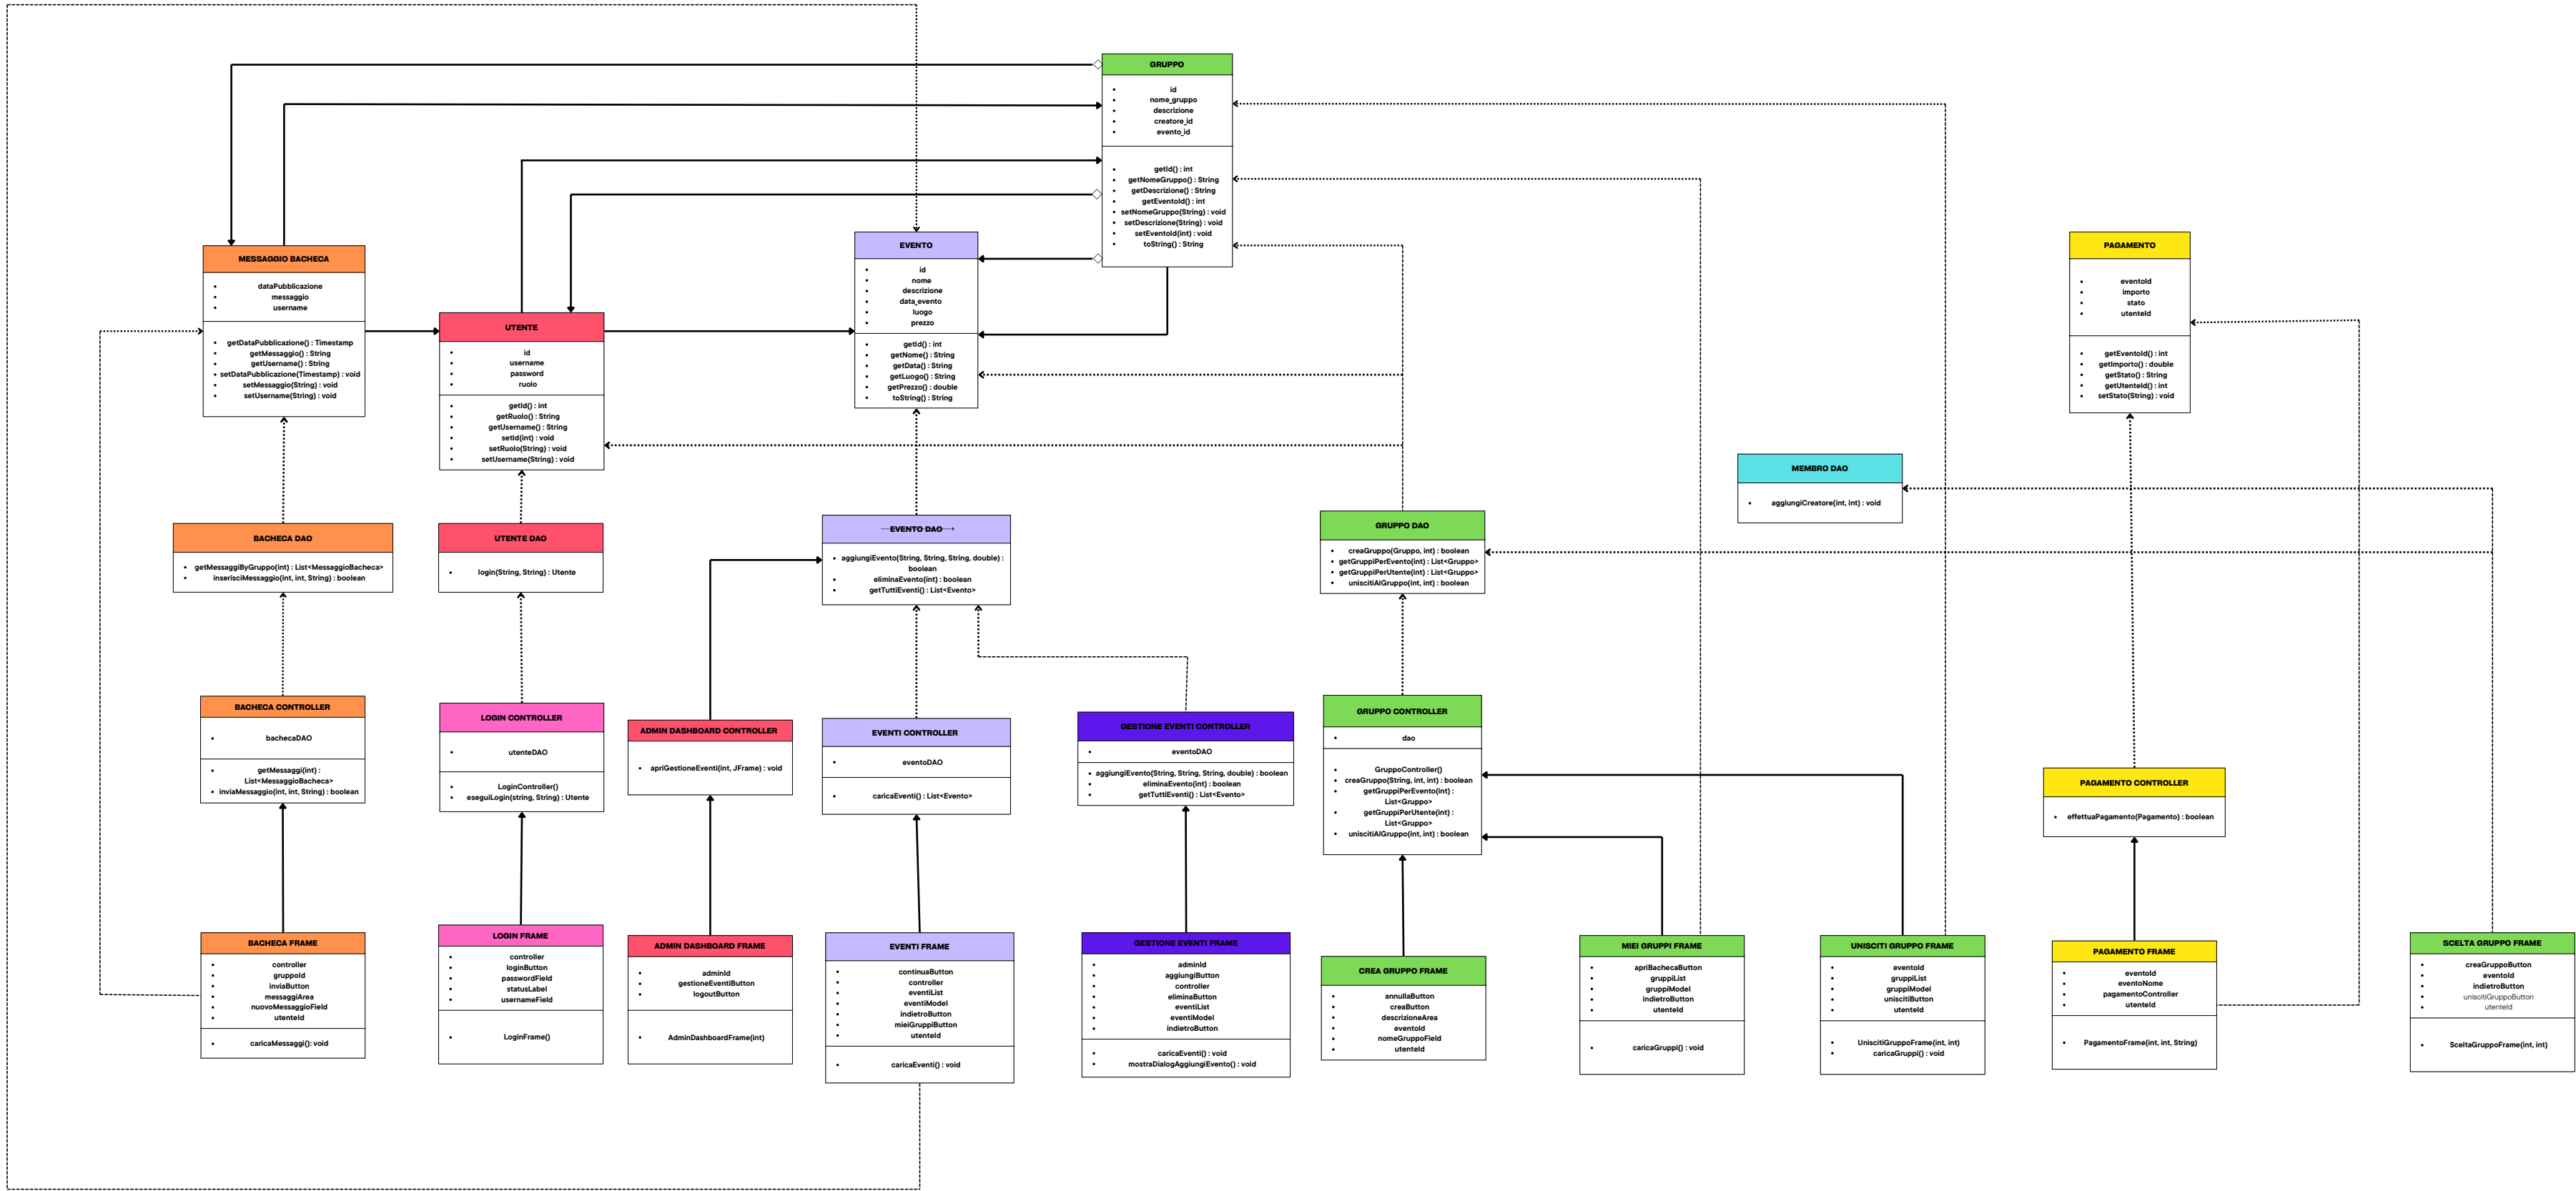 GRUPPO
id
nome_gruppo
descrizione
creatore_id
evento_id
getId() : int
getNomeGruppo() : String
getDescrizione() : String
getEventoId() : int
setNomeGruppo(String) : void
setDescrizione(String) : void
setEventoId(int) : void
toString() : String
MESSAGGIO BACHECA
dataPubblicazione
messaggio
username
getDataPubblicazione() : Timestamp
getMessaggio() : String
getUsername() : String
setDataPubblicazione(Timestamp) : void
setMessaggio(String) : void
setUsername(String) : void
UTENTE
id
username
password
ruolo
getId() : int
getRuolo() : String
getUsername() : String
setId(int) : void
setRuolo(String) : void
setUsername(String) : void
EVENTO
id
nome
descrizione
data_evento
luogo
prezzo
getId() : int
getNome() : String
getData() : String
getLuogo() : String
getPrezzo() : double
toString() : String
PAGAMENTO
eventoId
importo
stato
utenteId
getEventoId() : int
getImporto() : double
getStato() : String
getUtenteId() : int
setStato(String) : void
MEMBRO DAO
aggiungiCreatore(int, int) : void
BACHECA DAO
getMessaggiByGruppo(int) : List<MessaggioBacheca>
inserisciMessaggio(int, int, String) : boolean
UTENTE DAO
login(String, String) : Utente
EVENTO DAO
aggiungiEvento(String, String, String, double) :
boolean
eliminaEvento(int) : boolean
getTuttiEventi() : List<Evento>
GRUPPO DAO
creaGruppo(Gruppo, int) : boolean
getGruppiPerEvento(int) : List<Gruppo>
getGruppiPerUtente(int) : List<Gruppo>
unisciti​AlGruppo(int, int) : boolean
BACHECA CONTROLLER
bachecaDAO
getMessaggi(int) :
List<MessaggioBacheca>
inviaMessaggio(int, int, String) : boolean
LOGIN CONTROLLER
utenteDAO
LoginController()
eseguiLogin(string, String) : Utente
ADMIN DASHBOARD CONTROLLER
apriGestioneEventi(int, JFrame) : void
EVENTI CONTROLLER
eventoDAO
caricaEventi() : List<Evento>
GESTIONE EVENTI CONTROLLER
eventoDAO
aggiungiEvento(String, String, String, double) : boolean
eliminaEvento(int) : boolean
getTuttiEventi() : List<Evento>
GRUPPO CONTROLLER
dao
GruppoController()
creaGruppo(String, int, int) : boolean
getGruppiPerEvento(int) :
List<Gruppo>
getGruppiPerUtente(int) :
List<Gruppo>
uniscitiAlGruppo(int, int) : boolean
PAGAMENTO CONTROLLER
effettuaPagamento(Pagamento) : boolean
BACHECA FRAME
controller
gruppoId
inviaButton
messaggiArea
nuovoMessaggioField
utenteId
caricaMessaggi(): void
LOGIN FRAME
controller
loginButton
passwordField
statusLabel
usernameField
LoginFrame()
ADMIN DASHBOARD FRAME
adminId
gestioneEventiButton
logoutButton
AdminDashboardFrame(int)
EVENTI FRAME
continuaButton
controller
eventiList
eventiModel
indietroButton
mieiGruppiButton
utenteId
caricaEventi() : void
GESTIONE EVENTI FRAME
adminId
aggiungiButton
controller
eliminaButton
eventiList
eventiModel
indietroButton
caricaEventi() : void
mostraDialogAggiungiEvento() : void
CREA GRUPPO FRAME
annullaButton
creaButton
descrizioneArea
eventoId
nomeGruppoField
utenteId
MIEI GRUPPI FRAME
apriBachecaButton
gruppiList
gruppiModel
indietroButton
utenteId
caricaGruppi() : void
UNISCITI GRUPPO FRAME
eventoId
gruppiList
gruppiModel
uniscitiButton
utenteId
UniscitiGruppoFrame(int, int)
caricaGruppi() : void
PAGAMENTO FRAME
eventoId
eventoNome
pagamentoController
utenteId
PagamentoFrame(int, int, String)
SCELTA GRUPPO FRAME
creaGruppoButton
eventoId
indietroButton
uniscitiGruppoButton
utenteId
SceltaGruppoFrame(int, int)